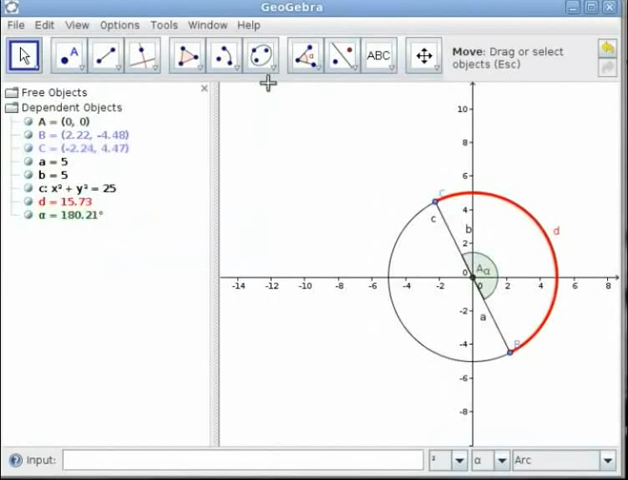 GeoGebra
File Edit View Options Tools Window Help
A
α
ABC
Move: Drag or select
objects (Esc)
Free Objects
Dependent Objects
A = (0, 0)
B = (2.22, -4.48)
C = (-2.24, 4.47)
a = 5
b = 5
c: x² + y² = 25
d = 15.73
α = 180.21°
10
8
6
C
4
c
d
b
2
A α
0
-14 -12 -10 -8 -6 -4 -2 0 2 4 6 8
-2
a
-4
B
-6
-8
Input:
²
α
Arc